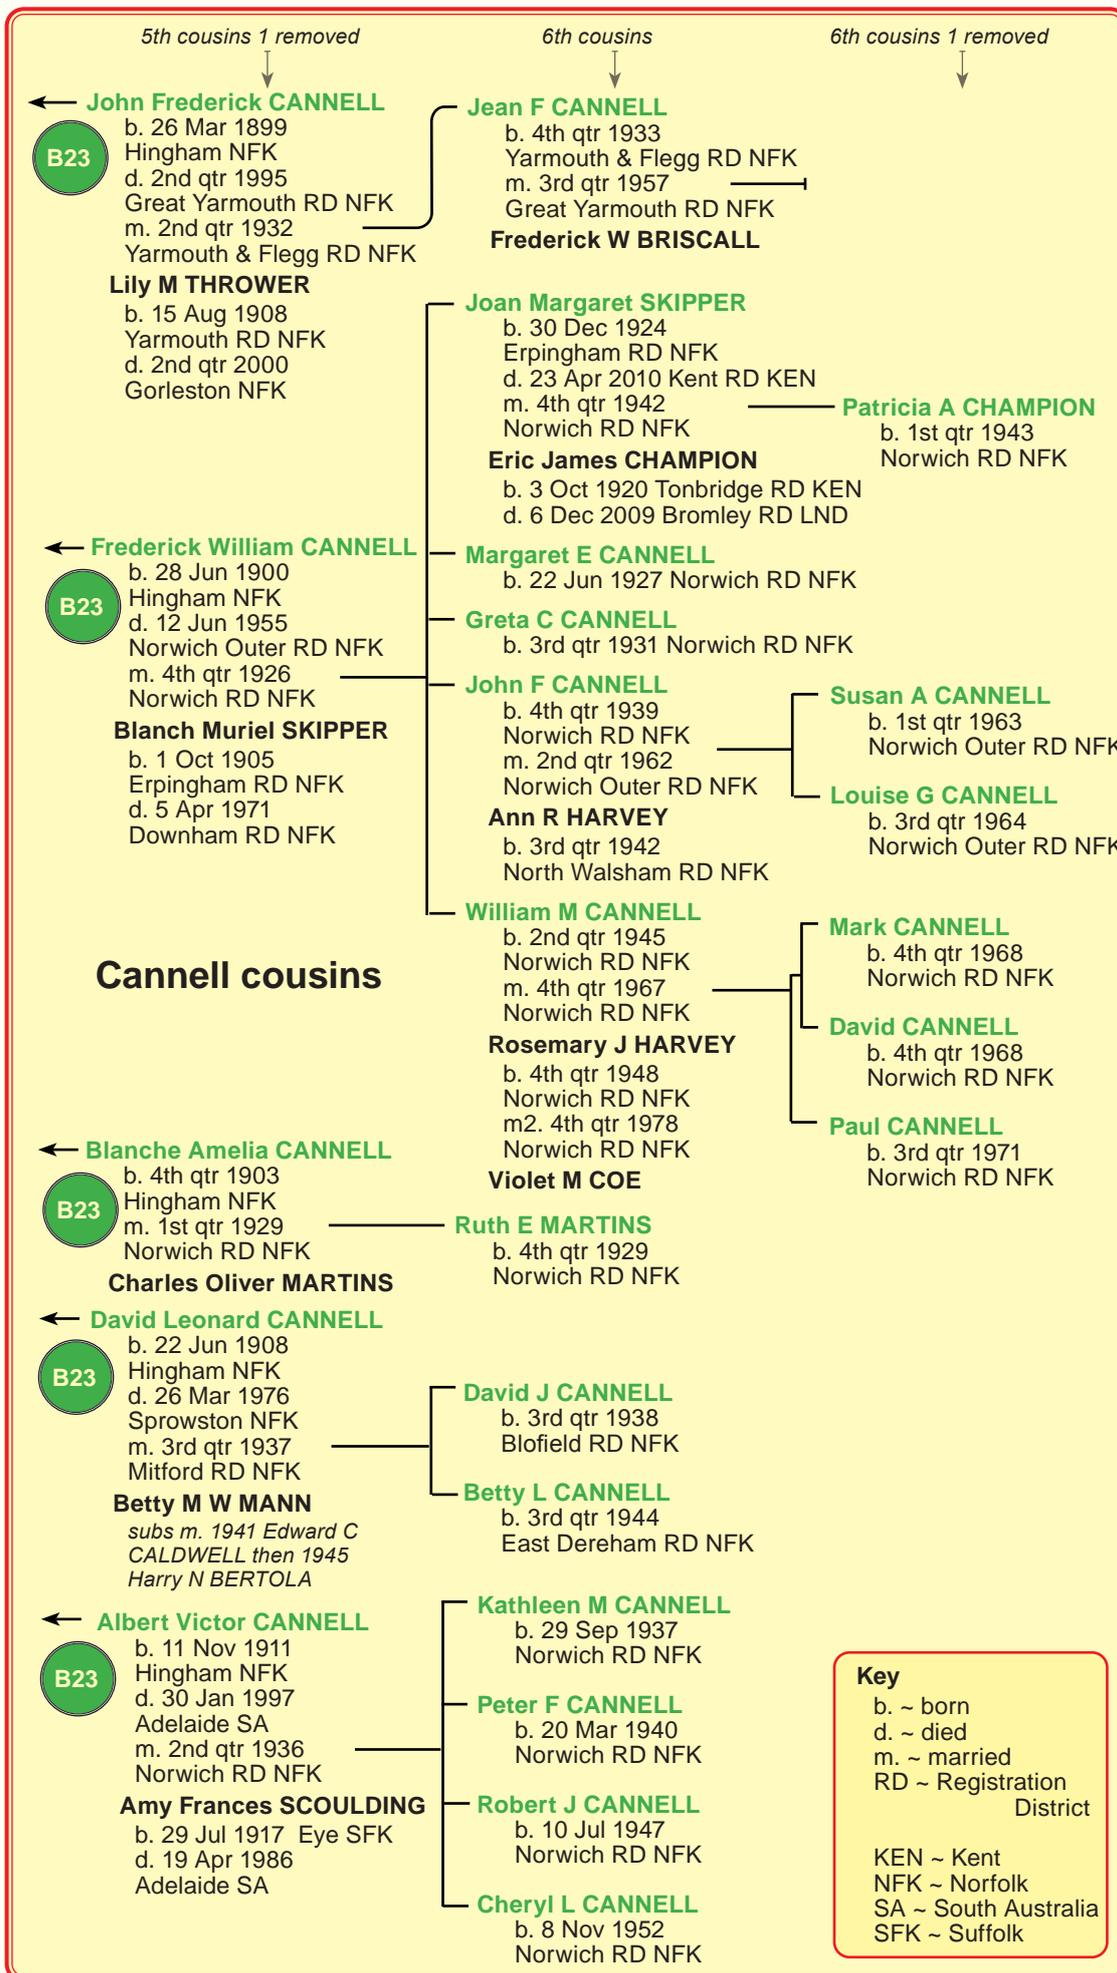 5th cousins 1 removed
6th cousins
6th cousins 1 removed
John Frederick CANNELL
B23
b. 26 Mar 1899
Hingham NFK
d. 2nd qtr 1995
Great Yarmouth RD NFK
m. 2nd qtr 1932
Yarmouth & Flegg RD NFK
Lily M THROWER
b. 15 Aug 1908
Yarmouth RD NFK
d. 2nd qtr 2000
Gorleston NFK
Jean F CANNELL
b. 4th qtr 1933
Yarmouth & Flegg RD NFK
m. 3rd qtr 1957
Great Yarmouth RD NFK
Frederick W BRISCALL
Frederick William CANNELL
B23
b. 28 Jun 1900
Hingham NFK
d. 12 Jun 1955
Norwich Outer RD NFK
m. 4th qtr 1926
Norwich RD NFK
Blanch Muriel SKIPPER
b. 1 Oct 1905
Erpingham RD NFK
d. 5 Apr 1971
Downham RD NFK
Joan Margaret SKIPPER
b. 30 Dec 1924
Erpingham RD NFK
d. 23 Apr 2010 Kent RD KEN
m. 4th qtr 1942
Norwich RD NFK
Eric James CHAMPION
b. 3 Oct 1920 Tonbridge RD KEN
d. 6 Dec 2009 Bromley RD LND
Patricia A CHAMPION
b. 1st qtr 1943
Norwich RD NFK
Margaret E CANNELL
b. 22 Jun 1927 Norwich RD NFK
Greta C CANNELL
b. 3rd qtr 1931 Norwich RD NFK
John F CANNELL
b. 4th qtr 1939
Norwich RD NFK
m. 2nd qtr 1962
Norwich Outer RD NFK
Ann R HARVEY
b. 3rd qtr 1942
North Walsham RD NFK
Susan A CANNELL
b. 1st qtr 1963
Norwich Outer RD NFK
Louise G CANNELL
b. 3rd qtr 1964
Norwich Outer RD NFK
William M CANNELL
b. 2nd qtr 1945
Norwich RD NFK
m. 4th qtr 1967
Norwich RD NFK
Rosemary J HARVEY
b. 4th qtr 1948
Norwich RD NFK
m2. 4th qtr 1978
Norwich RD NFK
Violet M COE
Mark CANNELL
b. 4th qtr 1968
Norwich RD NFK
David CANNELL
b. 4th qtr 1968
Norwich RD NFK
Paul CANNELL
b. 3rd qtr 1971
Norwich RD NFK
Cannell cousins
Blanche Amelia CANNELL
B23
b. 4th qtr 1903
Hingham NFK
m. 1st qtr 1929
Norwich RD NFK
Charles Oliver MARTINS
Ruth E MARTINS
b. 4th qtr 1929
Norwich RD NFK
David Leonard CANNELL
B23
b. 22 Jun 1908
Hingham NFK
d. 26 Mar 1976
Sprowston NFK
m. 3rd qtr 1937
Mitford RD NFK
Betty M W MANN
subs m. 1941 Edward C
CALDWELL then 1945
Harry N BERTOLA
David J CANNELL
b. 3rd qtr 1938
Blofield RD NFK
Betty L CANNELL
b. 3rd qtr 1944
East Dereham RD NFK
Albert Victor CANNELL
B23
b. 11 Nov 1911
Hingham NFK
d. 30 Jan 1997
Adelaide SA
m. 2nd qtr 1936
Norwich RD NFK
Amy Frances SCOULDING
b. 29 Jul 1917 Eye SFK
d. 19 Apr 1986
Adelaide SA
Kathleen M CANNELL
b. 29 Sep 1937
Norwich RD NFK
Peter F CANNELL
b. 20 Mar 1940
Norwich RD NFK
Robert J CANNELL
b. 10 Jul 1947
Norwich RD NFK
Cheryl L CANNELL
b. 8 Nov 1952
Norwich RD NFK
Key
b. ~ born
d. ~ died
m. ~ married
RD ~ Registration
District
KEN ~ Kent
NFK ~ Norfolk
SA ~ South Australia
SFK ~ Suffolk